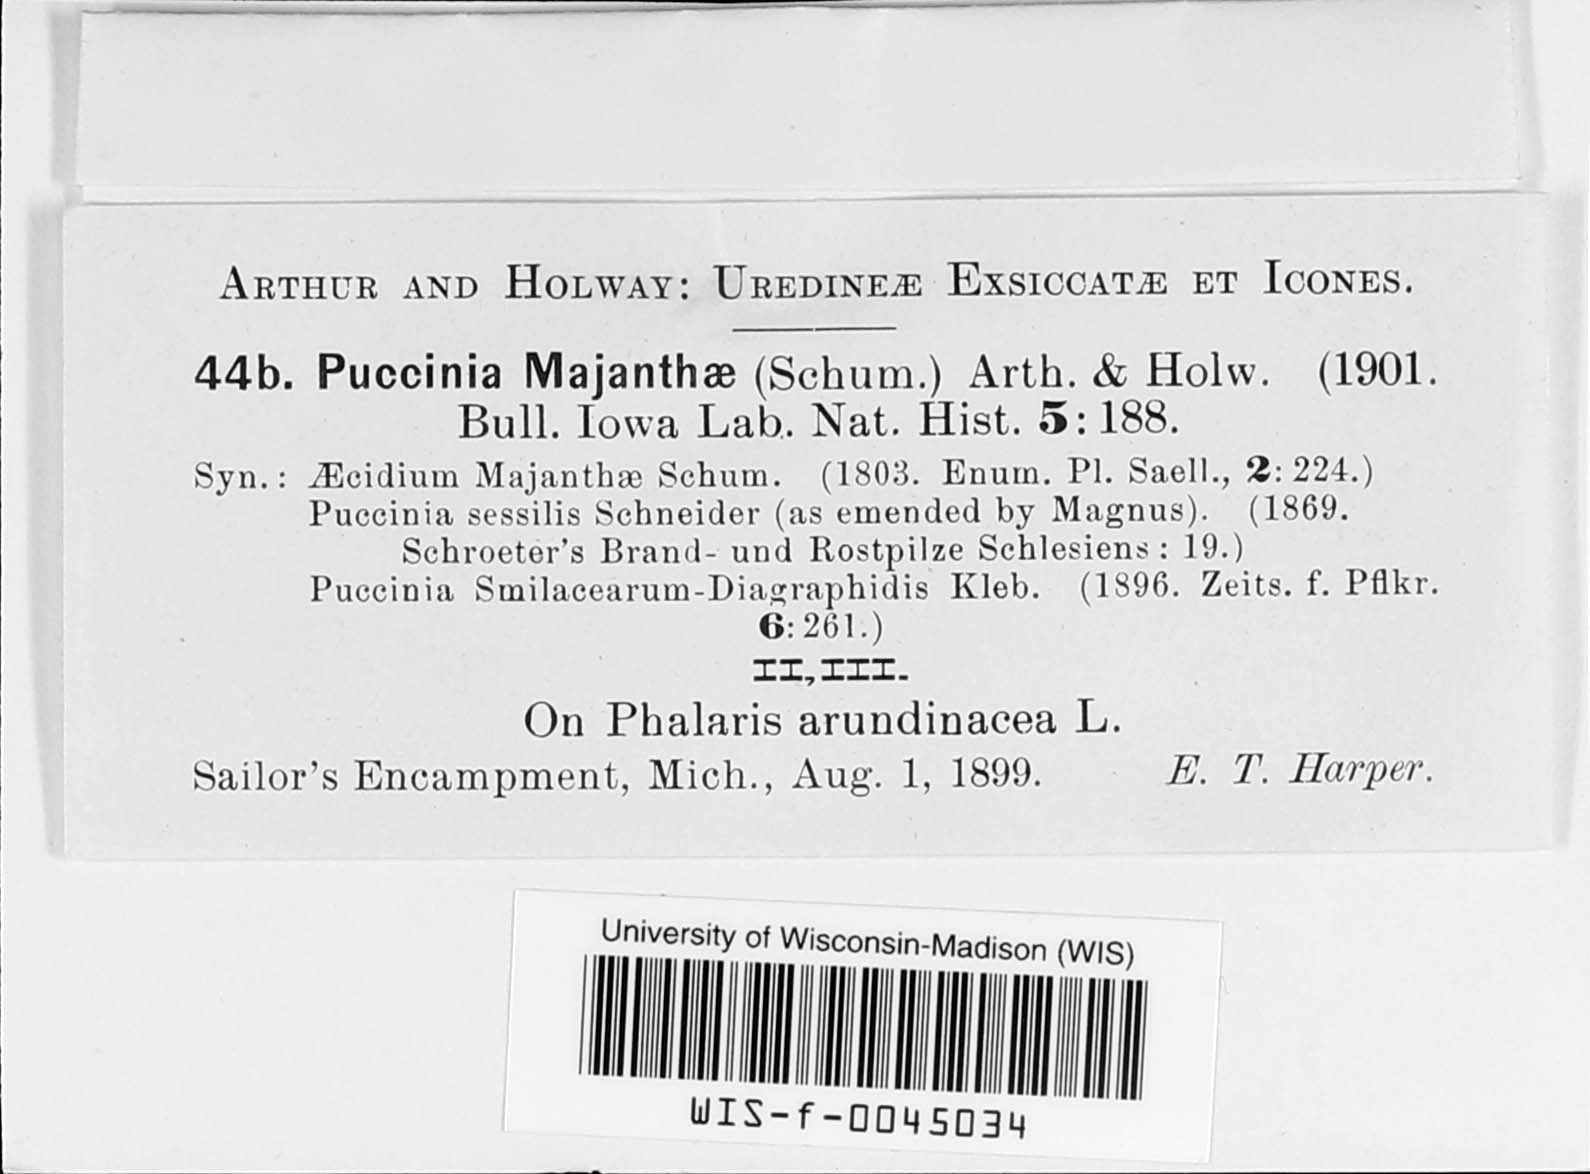 ARTHUR AND HOLWAY: UREDINEÆ EXSICCATÆ ET ICONES.
44b. Puccinia Majanthæ (Schum.) Arth. & Holw. (1901.
Bull. Iowa Lab. Nat. Hist. 5: 188.
Syn.: Æcidium Majanthæ Schum. (1803. Enum. Pl. Saell., 2: 224.)
Puccinia sessilis Schneider (as emended by Magnus). (1869.
Schroeter's Brand- und Rostpilze Schlesiens: 19.)
Puccinia Smilacearum-Diagraphidis Kleb. (1896. Zeits. f. Pflkr.
6: 261.)
II, III.
On Phalaris arundinacea L.
Sailor's Encampment, Mich., Aug. 1, 1899. E. T. Harper.
University of Wisconsin-Madison (WIS)
WIS-f-0045034